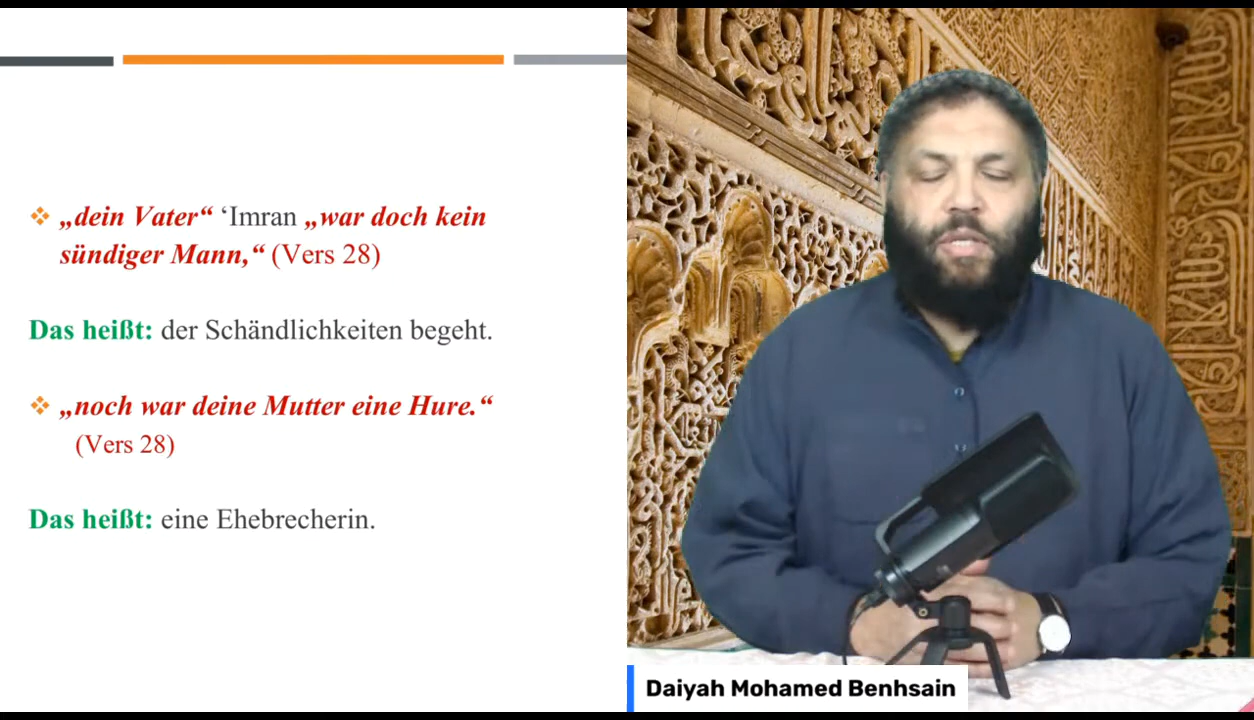 „dein Vater“ ‘Imran „war doch kein
sündiger Mann,“ (Vers 28)
Das heißt: der Schändlichkeiten begeht.
„noch war deine Mutter eine Hure.“
(Vers 28)
Das heißt: eine Ehebrecherin.
Daiyah Mohamed Benhsain